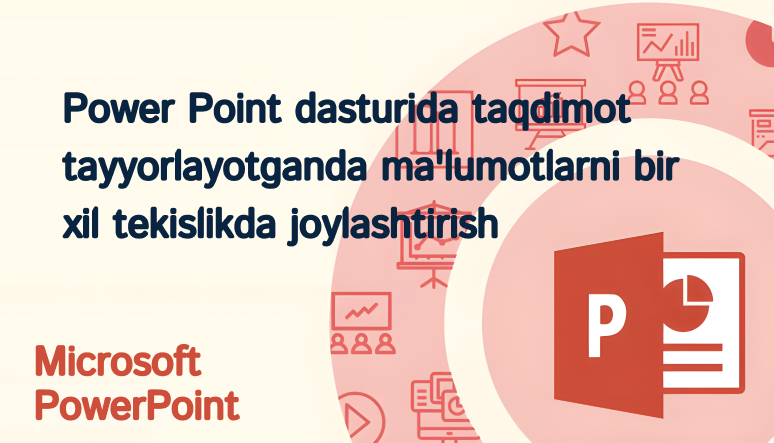 Power Point dasturida taqdimot
tayyorlayotganda ma'lumotlarni bir
xil tekislikda joylashtirish
Microsoft
PowerPoint
P